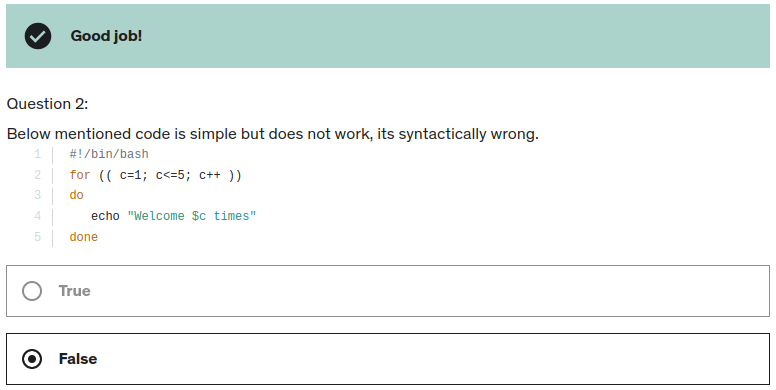 Good job!
Question 2:
Below mentioned code is simple but does not work, its syntactically wrong.
1 #!/bin/bash
2 for (( c=1; c<=5; c++ ))
3 do
4    echo "Welcome $c times"
5 done
True
False